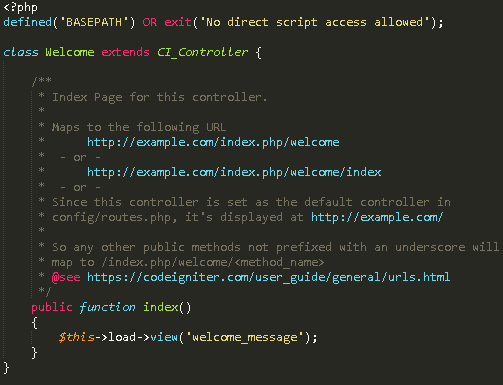 <?php
defined('BASEPATH') OR exit('No direct script access allowed');
class Welcome extends CI_Controller {
/**
* Index Page for this controller.
*
* Maps to the following URL
* http://example.com/index.php/welcome
* - or -
* http://example.com/index.php/welcome/index
* - or -
* Since this controller is set as the default controller in
* config/routes.php, it's displayed at http://example.com/
*
* So any other public methods not prefixed with an underscore will
* map to /index.php/welcome/<method_name>
* @see https://codeigniter.com/user_guide/general/urls.html
*/
public function index()
{
$this->load->view('welcome_message');
}
}